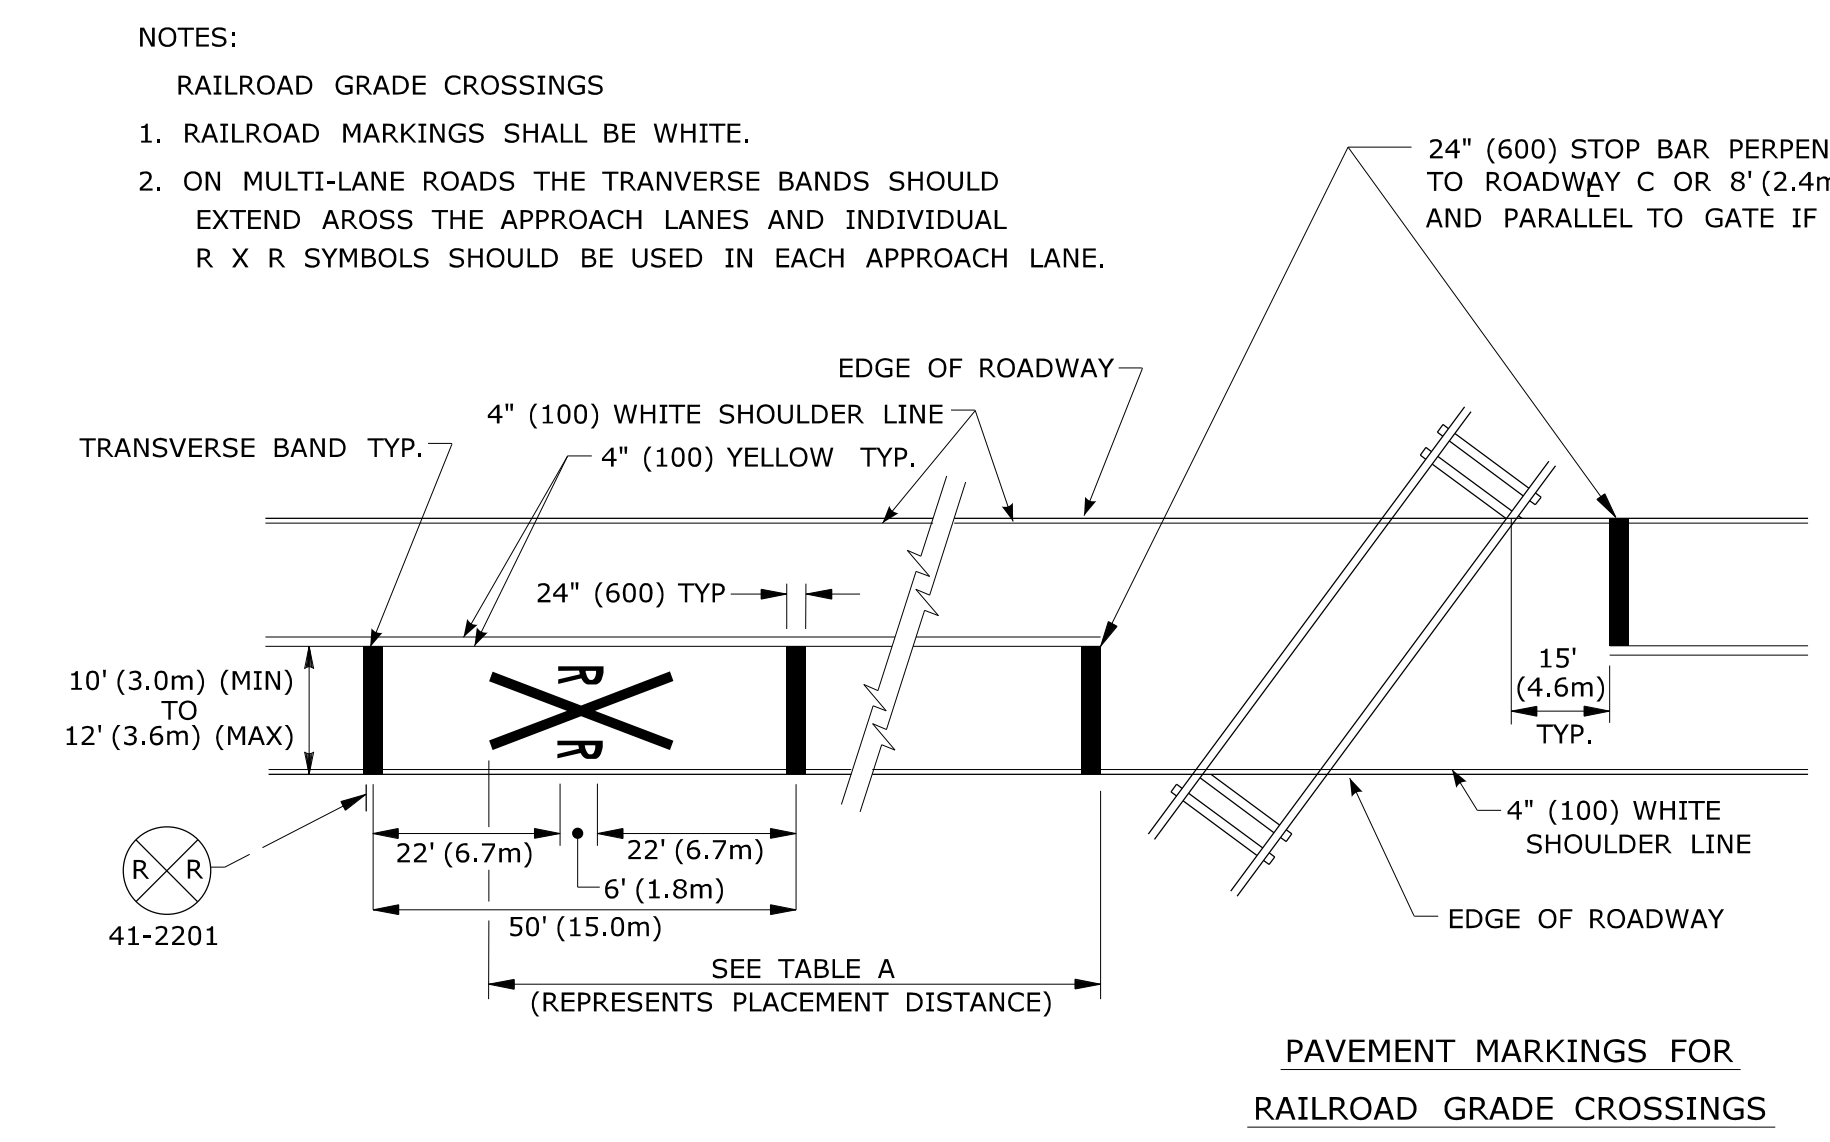 NOTES:
RAILROAD GRADE CROSSINGS
1. RAILROAD MARKINGS SHALL BE WHITE.
2. ON MULTI-LANE ROADS THE TRANVERSE BANDS SHOULD
EXTEND AROSS THE APPROACH LANES AND INDIVIDUAL
R X R SYMBOLS SHOULD BE USED IN EACH APPROACH LANE.
24" (600) STOP BAR PERPEN
TO ROADWAY C OR 8' (2.4m
L
AND PARALLEL TO GATE IF
EDGE OF ROADWAY
4" (100) WHITE SHOULDER LINE
TRANSVERSE BAND TYP.
4" (100) YELLOW TYP.
24" (600) TYP
10' (3.0m) (MIN)
TO
12' (3.6m) (MAX)
R
R
15'
(4.6m)
TYP.
4" (100) WHITE
SHOULDER LINE
22' (6.7m)
22' (6.7m)
6' (1.8m)
50' (15.0m)
R R
41-2201
EDGE OF ROADWAY
SEE TABLE A
(REPRESENTS PLACEMENT DISTANCE)
PAVEMENT MARKINGS FOR
RAILROAD GRADE CROSSINGS